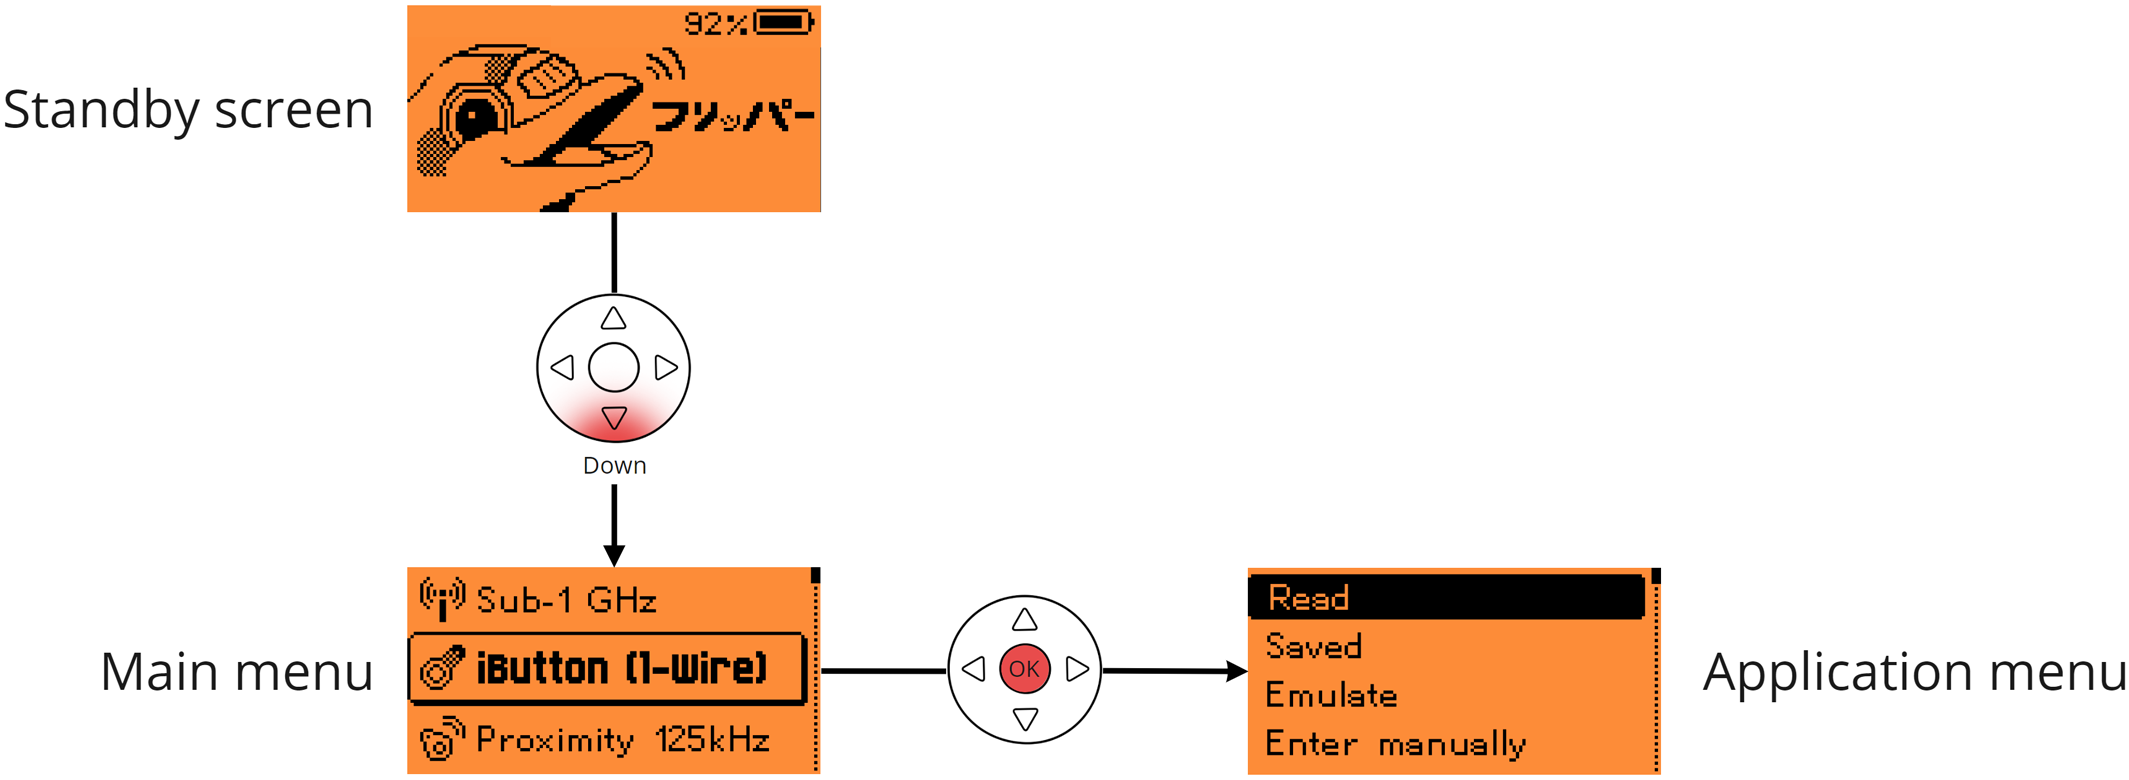 92%
Standby screen
フリッパー
Down
Sub-1 GHz
Main menu
iButton (1-Wire)
Proximity 125kHz
OK
Read
Saved
Emulate
Enter manually
Application menu